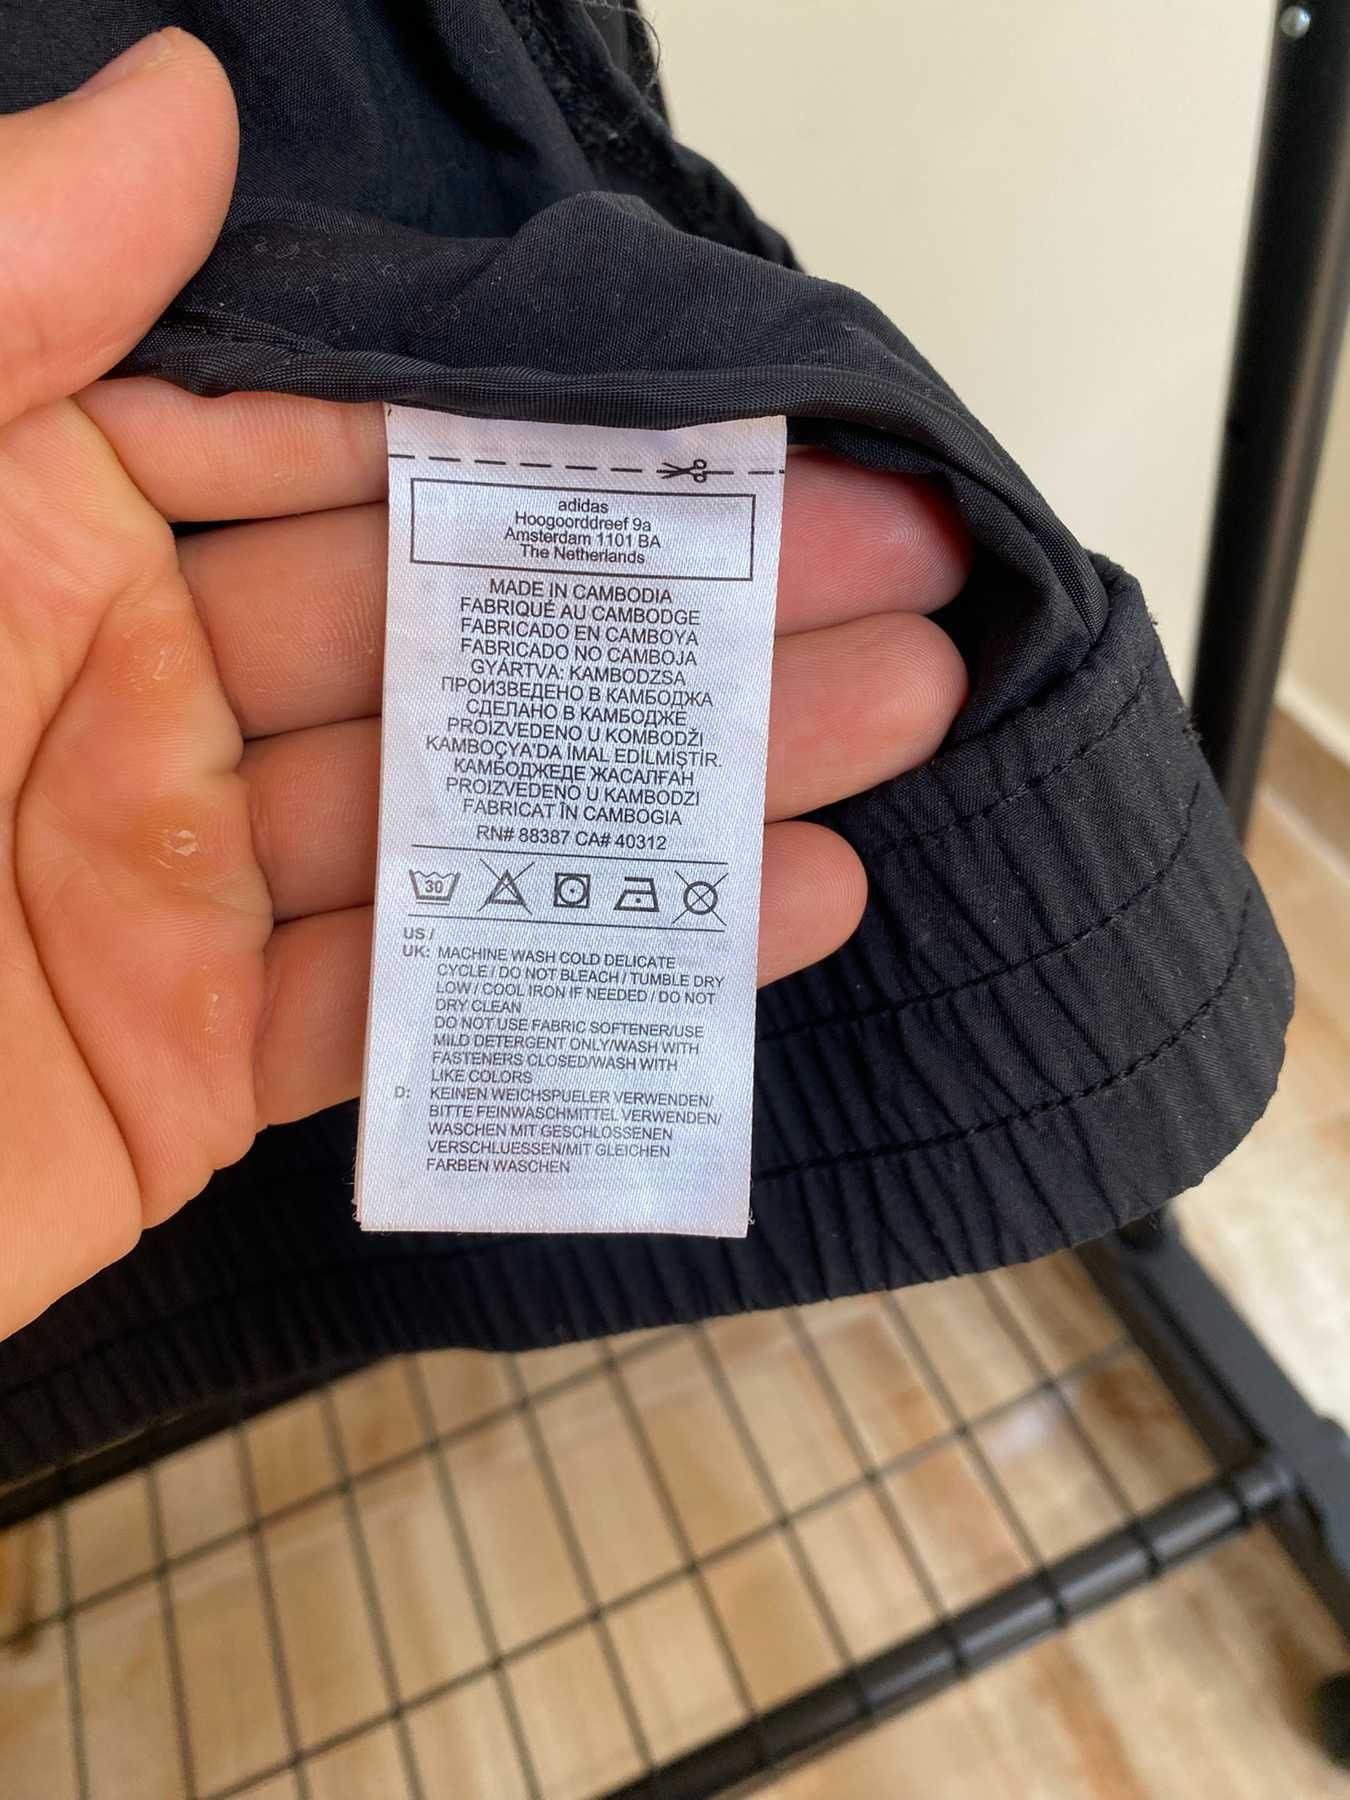 adidas
Hoogoorddreef 9a
Amsterdam 1101 BA
The Netherlands
MADE IN CAMBODIA
FABRIQUÉ AU CAMBODGE
FABRICADO EN CAMBOYA
FABRICADO NO CAMBOJA
GYÁRTVA: KAMBODZSA
ПРОИЗВЕДЕНО В КАМБОДЖА
СДЕЛАНО В КАМБОДЖЕ
PROIZVEDENO U KOMBODŽI
KAMBOÇYA'DA İMAL EDİLMİŞTİR.
КАМБОДЖЕДЕ ЖАСАЛҒАН
PROIZVEDENO U KAMBODZI
FABRICAT ÎN CAMBOGIA
RN# 88387 CA# 40312
30
US /
UK: MACHINE WASH COLD DELICATE
CYCLE / DO NOT BLEACH / TUMBLE DRY
LOW / COOL IRON IF NEEDED / DO NOT
DRY CLEAN
DO NOT USE FABRIC SOFTENER/USE
MILD DETERGENT ONLY/WASH WITH
FASTENERS CLOSED/WASH WITH
LIKE COLORS
D: KEINEN WEICHSPUELER VERWENDEN/
BITTE FEINWASCHMITTEL VERWENDEN/
WASCHEN MIT GESCHLOSSENEN
VERSCHLUESSEN/MIT GLEICHEN
FARBEN WASCHEN